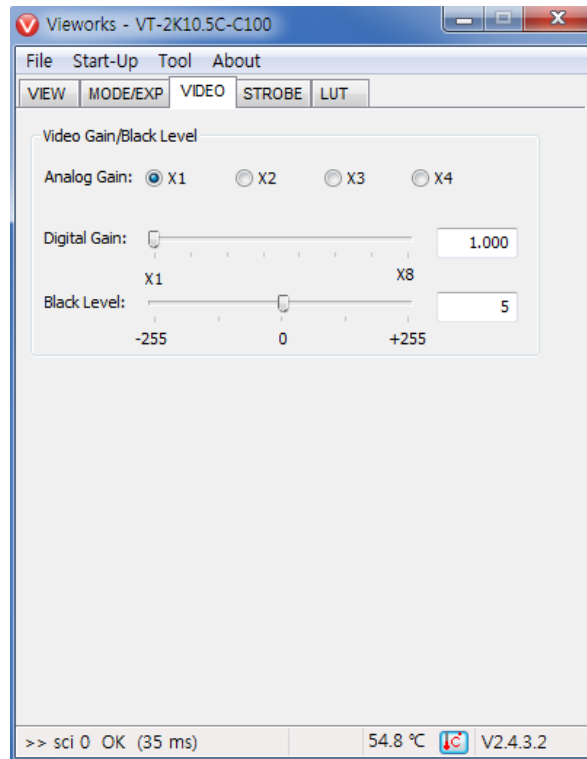 Vieworks - VT-2K10.5C-C100
File Start-Up Tool About
VIEW MODE/EXP VIDEO STROBE LUT
Video Gain/Black Level
Analog Gain: X1 X2 X3 X4
Digital Gain: 1.000
X1 X8
Black Level: 5
-255 0 +255
>> sci 0 OK (35 ms) 54.8 ℃ V2.4.3.2